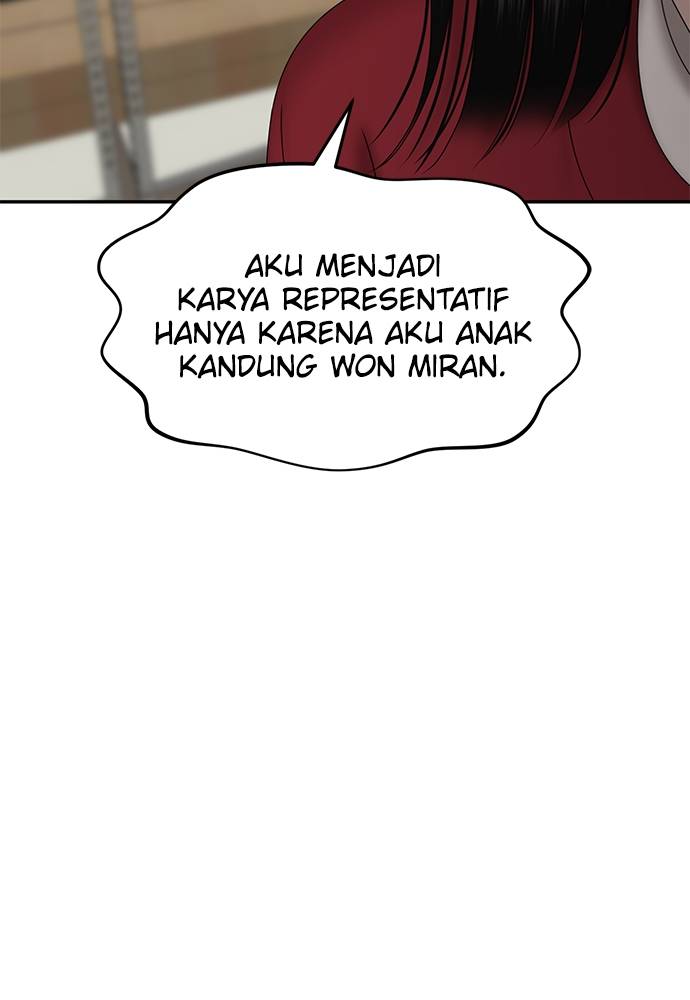 AKU MENJADI
KARYA REPRESENTATIF
HANYA KARENA AKU ANAK
KANDUNG WON MIRAN.